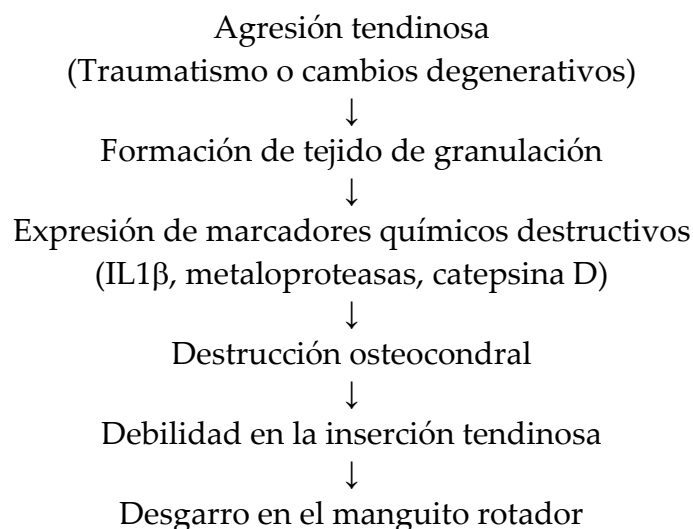 Agresión tendinosa
(Traumatismo o cambios degenerativos)
↓
Formación de tejido de granulación
↓
Expresión de marcadores químicos destructivos
(IL1β, metaloproteasas, catepsina D)
↓
Destrucción osteocondral
↓
Debilidad en la inserción tendinosa
↓
Desgarro en el manguito rotador